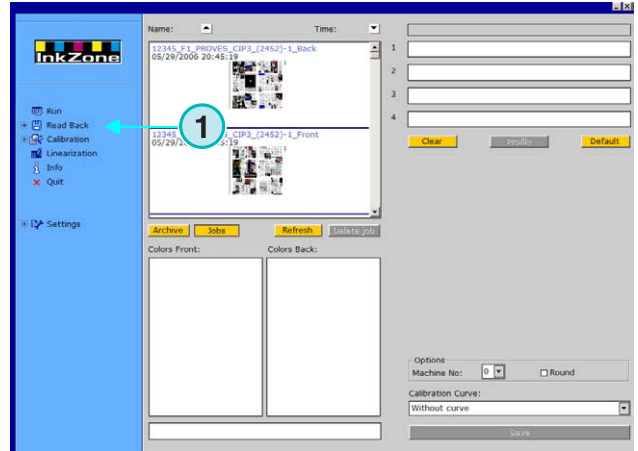 InkZone
Run
Read Back
Calibration
Linearization
Info
Quit
Settings
Name:
Time:
12345_F1_PROVES_CIP3_(2452)-1_Back
05/29/2006 20:45:19
1
12345_ _CIP3_(2452)-1_Front
05/29/2 5:19
Archive
Jobs
Refresh
Delete job
Colors Front:
Colors Back:
1
2
3
4
Clear
Profile
Default
Options
Machine No:
0
Round
Calibration Curve:
Without curve
Save